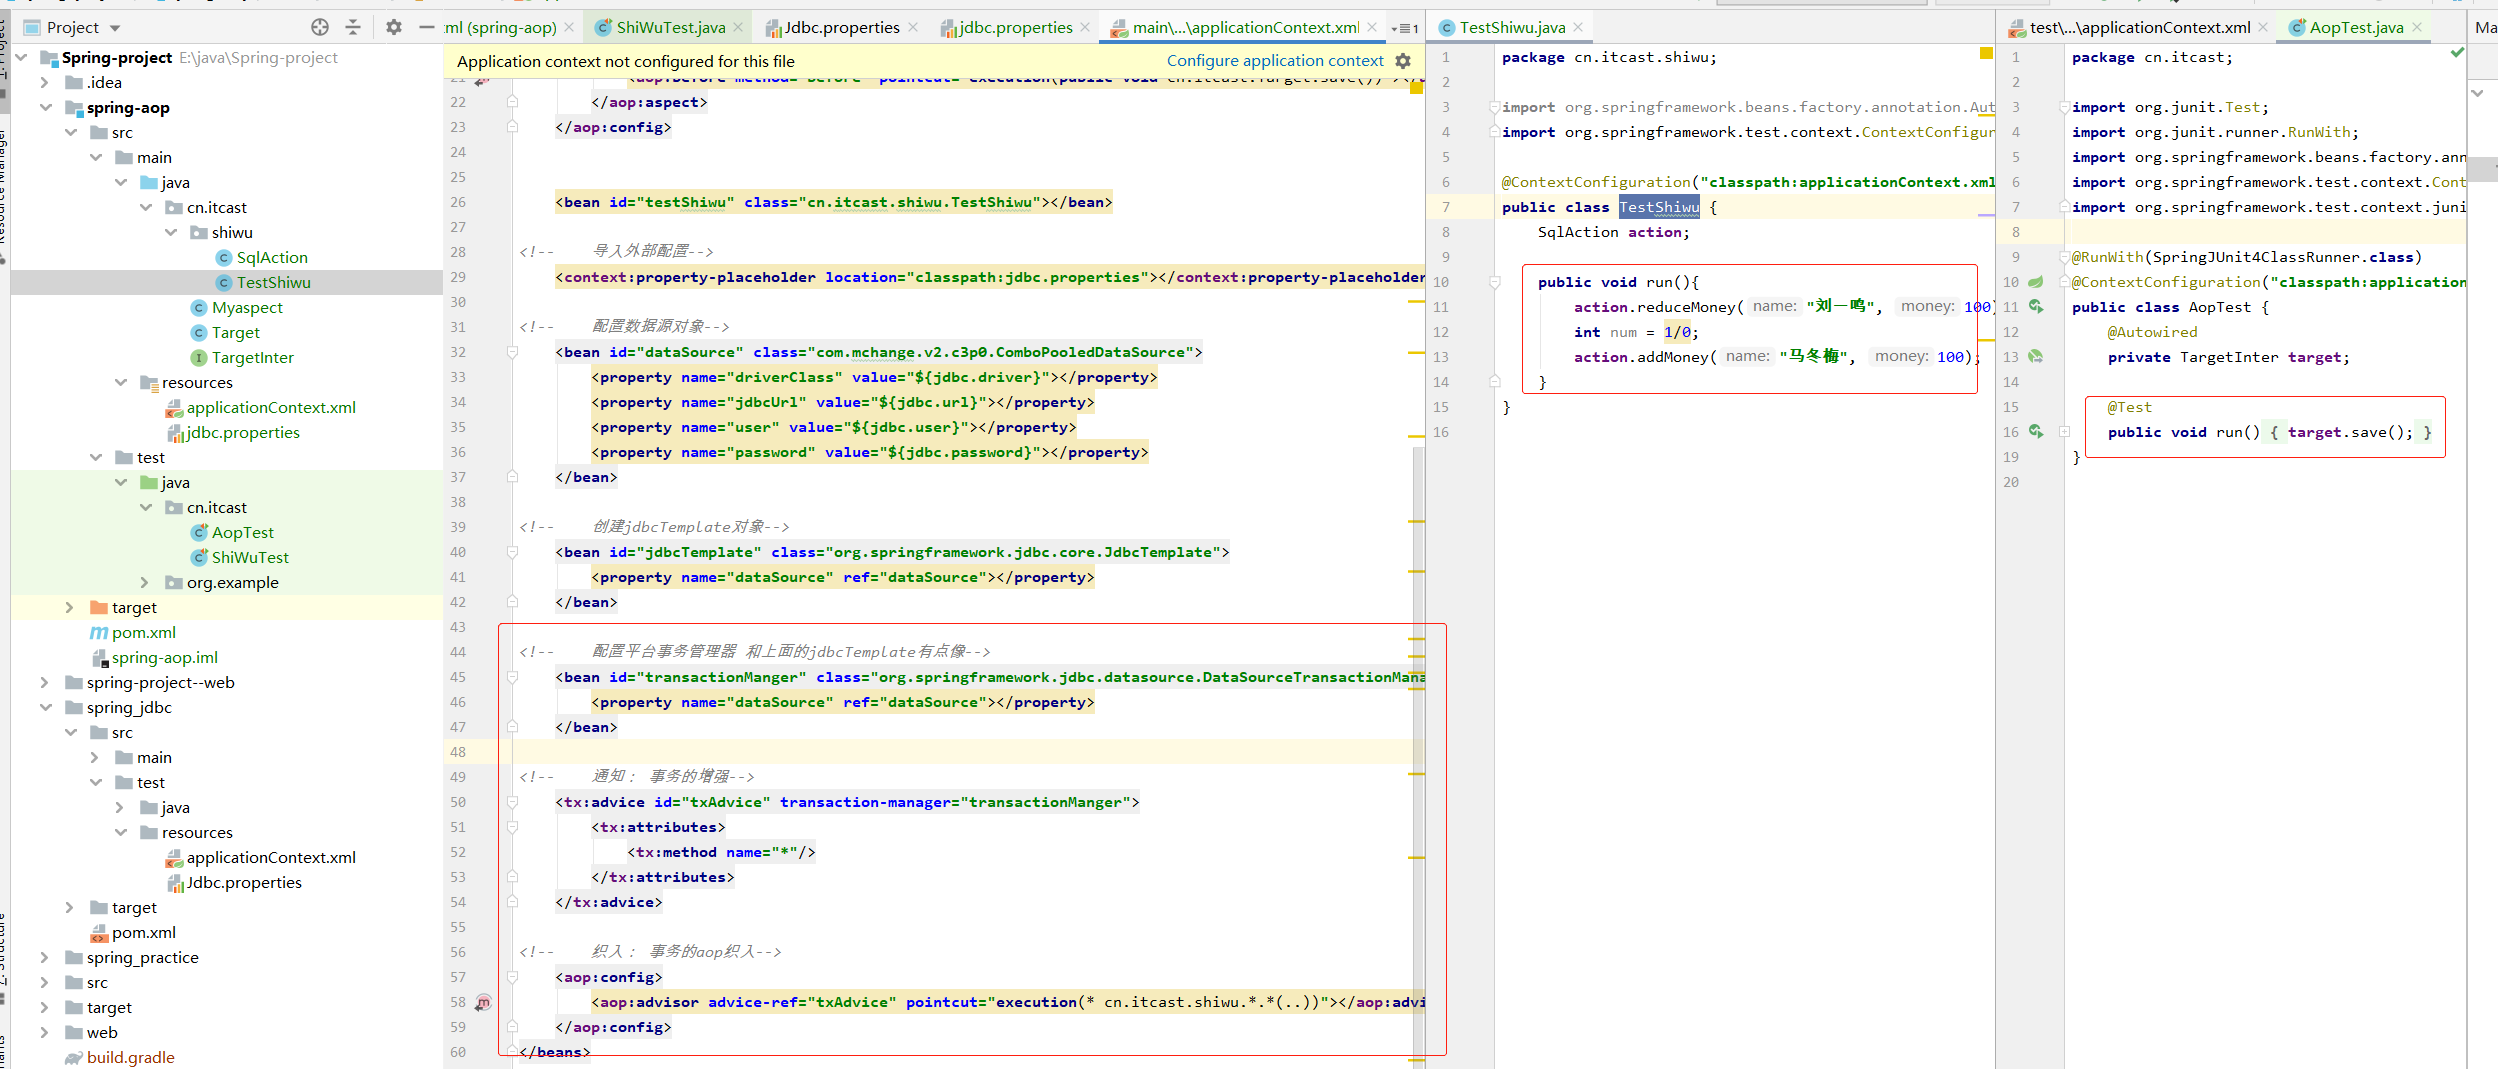 Project
Spring-project E:\java\Spring-project
.idea
spring-aop
src
main
java
cn.itcast
shiwu
SqlAction
TestShiwu
Myaspect
Target
TargetInter
resources
applicationContext.xml
jdbc.properties
test
java
cn.itcast
AopTest
ShiWuTest
org.example
target
pom.xml
spring-aop.iml
spring-project--web
spring_jdbc
src
main
test
java
resources
applicationContext.xml
Jdbc.properties
target
pom.xml
spring_practice
src
target
web
build.gradle
xml (spring-aop) ShiWuTest.java Jdbc.properties jdbc.properties main\...\applicationContext.xml 1
Application context not configured for this file Configure application context
22 </aop:aspect>
23 </aop:config>
24
25
26 <bean id="testShiwu" class="cn.itcast.shiwu.TestShiwu"></bean>
27
28 <!-- 导入外部配置-->
29 <context:property-placeholder location="classpath:jdbc.properties"></context:property-placeholder
30
31 <!-- 配置数据源对象-->
32 <bean id="dataSource" class="com.mchange.v2.c3p0.ComboPooledDataSource">
33 <property name="driverClass" value="${jdbc.driver}"></property>
34 <property name="jdbcUrl" value="${jdbc.url}"></property>
35 <property name="user" value="${jdbc.user}"></property>
36 <property name="password" value="${jdbc.password}"></property>
37 </bean>
38
39 <!-- 创建jdbcTemplate对象-->
40 <bean id="jdbcTemplate" class="org.springframework.jdbc.core.JdbcTemplate">
41 <property name="dataSource" ref="dataSource"></property>
42 </bean>
43
44 <!-- 配置平台事务管理器 和上面的jdbcTemplate有点像-->
45 <bean id="transactionManger" class="org.springframework.jdbc.datasource.DataSourceTransactionMana
46 <property name="dataSource" ref="dataSource"></property>
47 </bean>
48
49 <!-- 通知： 事务的增强-->
50 <tx:advice id="txAdvice" transaction-manager="transactionManger">
51 <tx:attributes>
52 <tx:method name="*"/>
53 </tx:attributes>
54 </tx:advice>
55
56 <!-- 织入： 事务的aop织入-->
57 <aop:config>
58 <aop:advisor advice-ref="txAdvice" pointcut="execution(* cn.itcast.shiwu.*.*(..))"></aop:advi
59 </aop:config>
60 </beans>
TestShiwu.java
1 package cn.itcast.shiwu;
2
3 import org.springframework.beans.factory.annotation.Aut
4 import org.springframework.test.context.ContextConfigur
5
6 @ContextConfiguration("classpath:applicationContext.xml
7 public class TestShiwu {
8 SqlAction action;
9
10 public void run(){
11 action.reduceMoney( name: "刘一鸣", money: 100)
12 int num = 1/0;
13 action.addMoney( name: "马冬梅", money: 100);
14 }
15 }
16
test\...\applicationContext.xml AopTest.java Ma
1 package cn.itcast;
2
3 import org.junit.Test;
4 import org.junit.runner.RunWith;
5 import org.springframework.beans.factory.ann
6 import org.springframework.test.context.Cont
7 import org.springframework.test.context.juni
8
9 @RunWith(SpringJUnit4ClassRunner.class)
10 @ContextConfiguration("classpath:application
11 public class AopTest {
12 @Autowired
13 private TargetInter target;
14
15 @Test
16 public void run() { target.save(); }
19 }
20